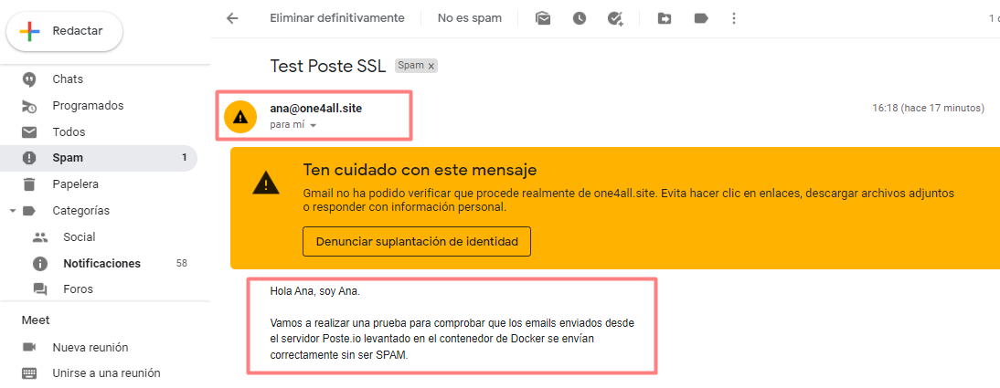 Redactar
Chats
Programados
Todos
Spam 1
Papelera
Categorías
Social
Notificaciones 58
Foros
Meet
Nueva reunión
Unirse a una reunión
Eliminar definitivamente No es spam
Test Poste SSL Spam x
ana@one4all.site 16:18 (hace 17 minutos)
para mí
Ten cuidado con este mensaje
Gmail no ha podido verificar que procede realmente de one4all.site. Evita hacer clic en enlaces, descargar archivos adjuntos
o responder con información personal.
Denunciar suplantación de identidad
Hola Ana, soy Ana.
Vamos a realizar una prueba para comprobar que los emails enviados desde
el servidor Poste.io levantado en el contenedor de Docker se envían
correctamente sin ser SPAM.